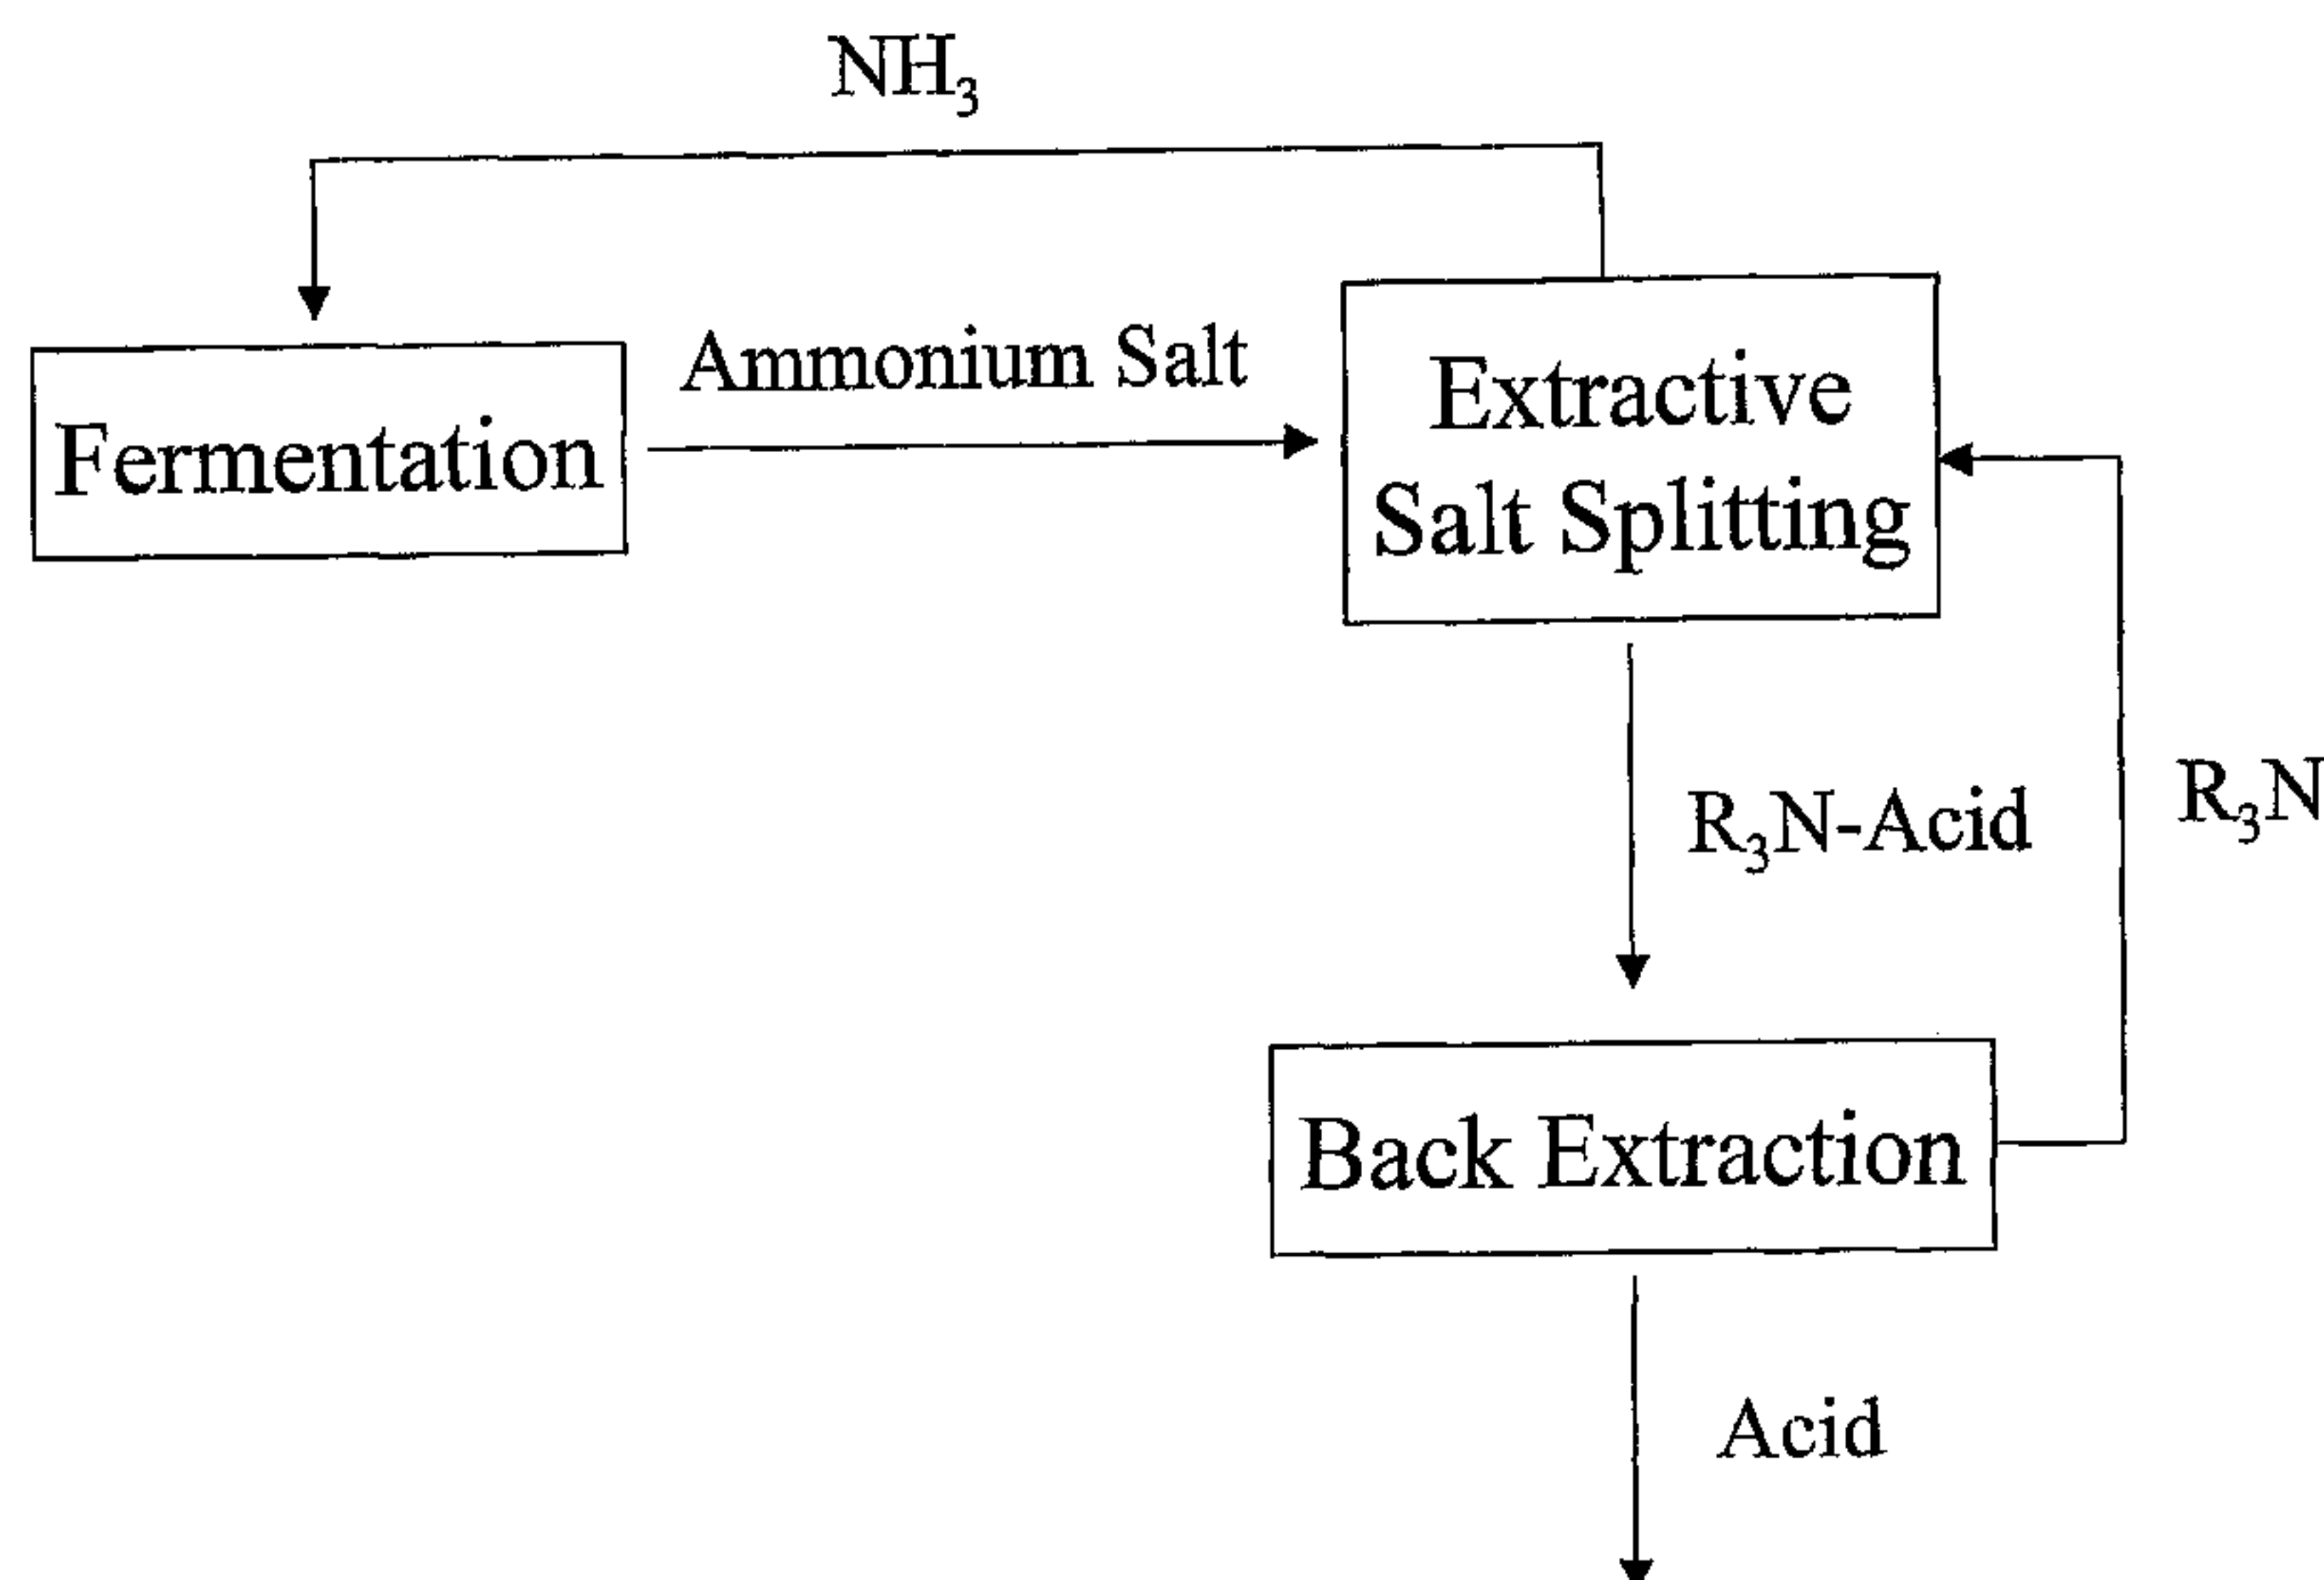 NH₃
Ammonium Salt
Fermentation
Extractive
Salt Splitting
R₃N-Acid
R₃N
Back Extraction
Acid